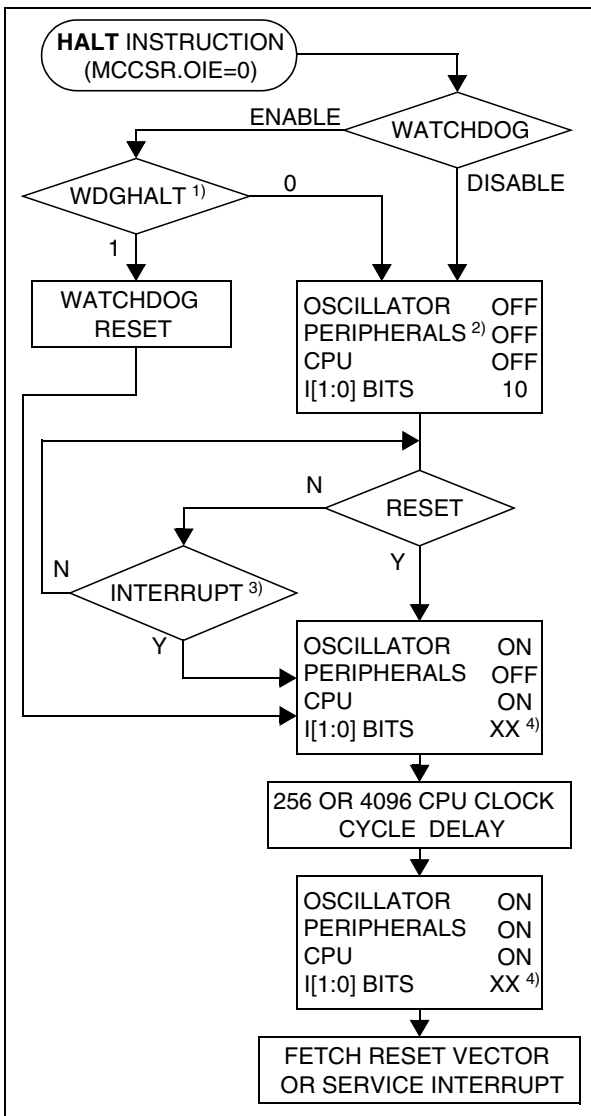 HALT INSTRUCTION
(MCCSR.OIE=0)
WATCHDOG
ENABLE
DISABLE
WDGHALT 1)
0
1
WATCHDOG
RESET
OSCILLATOR OFF
PERIPHERALS 2) OFF
CPU OFF
I[1:0] BITS 10
RESET
N
Y
INTERRUPT 3)
N
Y
OSCILLATOR ON
PERIPHERALS OFF
CPU ON
I[1:0] BITS XX 4)
256 OR 4096 CPU CLOCK
CYCLE DELAY
OSCILLATOR ON
PERIPHERALS ON
CPU ON
I[1:0] BITS XX 4)
FETCH RESET VECTOR
OR SERVICE INTERRUPT